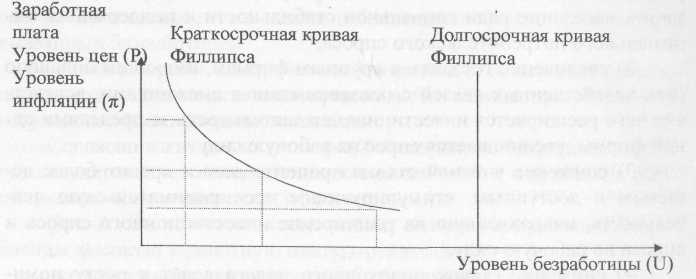 Заработная
плата
Уровень цен (P)
Уровень
инфляции (π)
Краткосрочная кривая
Филлипса
Долгосрочная кривая
Филлипса
Уровень безработицы (U)